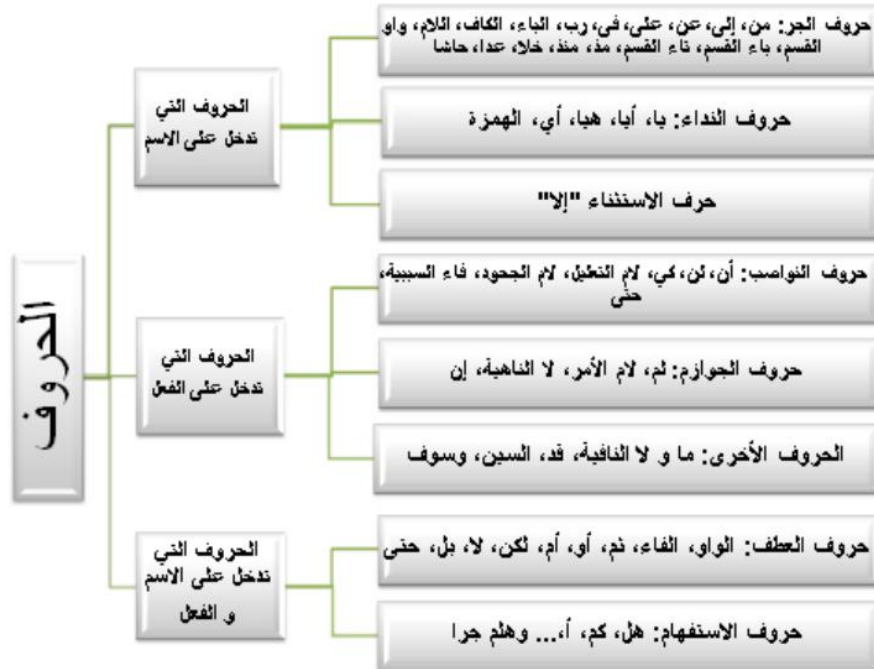 الحروف
الحروف التي
تدخل على الاسم
حروف الجر: من، إلى، عن، على، في، رب، الباء، الكاف، اللام، واو
القسم، باء القسم، تاء القسم، مذ، منذ، خلا، عدا، حاشا
حروف النداء: يا، أيا، هيا، أي، الهمزة
حرف الاستثناء "إلا"
الحروف التي
تدخل على الفعل
حروف النواصب: أن، لن، كي، لام التعليل، لام الجحود، فاء السببية،
حتى
حروف الجوازم: لم، لام الأمر، لا الناهية، إن
الحروف الأخرى: ما و لا النافية، قد، السين، وسوف
الحروف التي
تدخل على الاسم
و الفعل
حروف العطف: الواو، الفاء، ثم، أو، أم، لكن، لا، بل، حتى
حروف الاستفهام: هل، كم، أ،... وهلم جرا